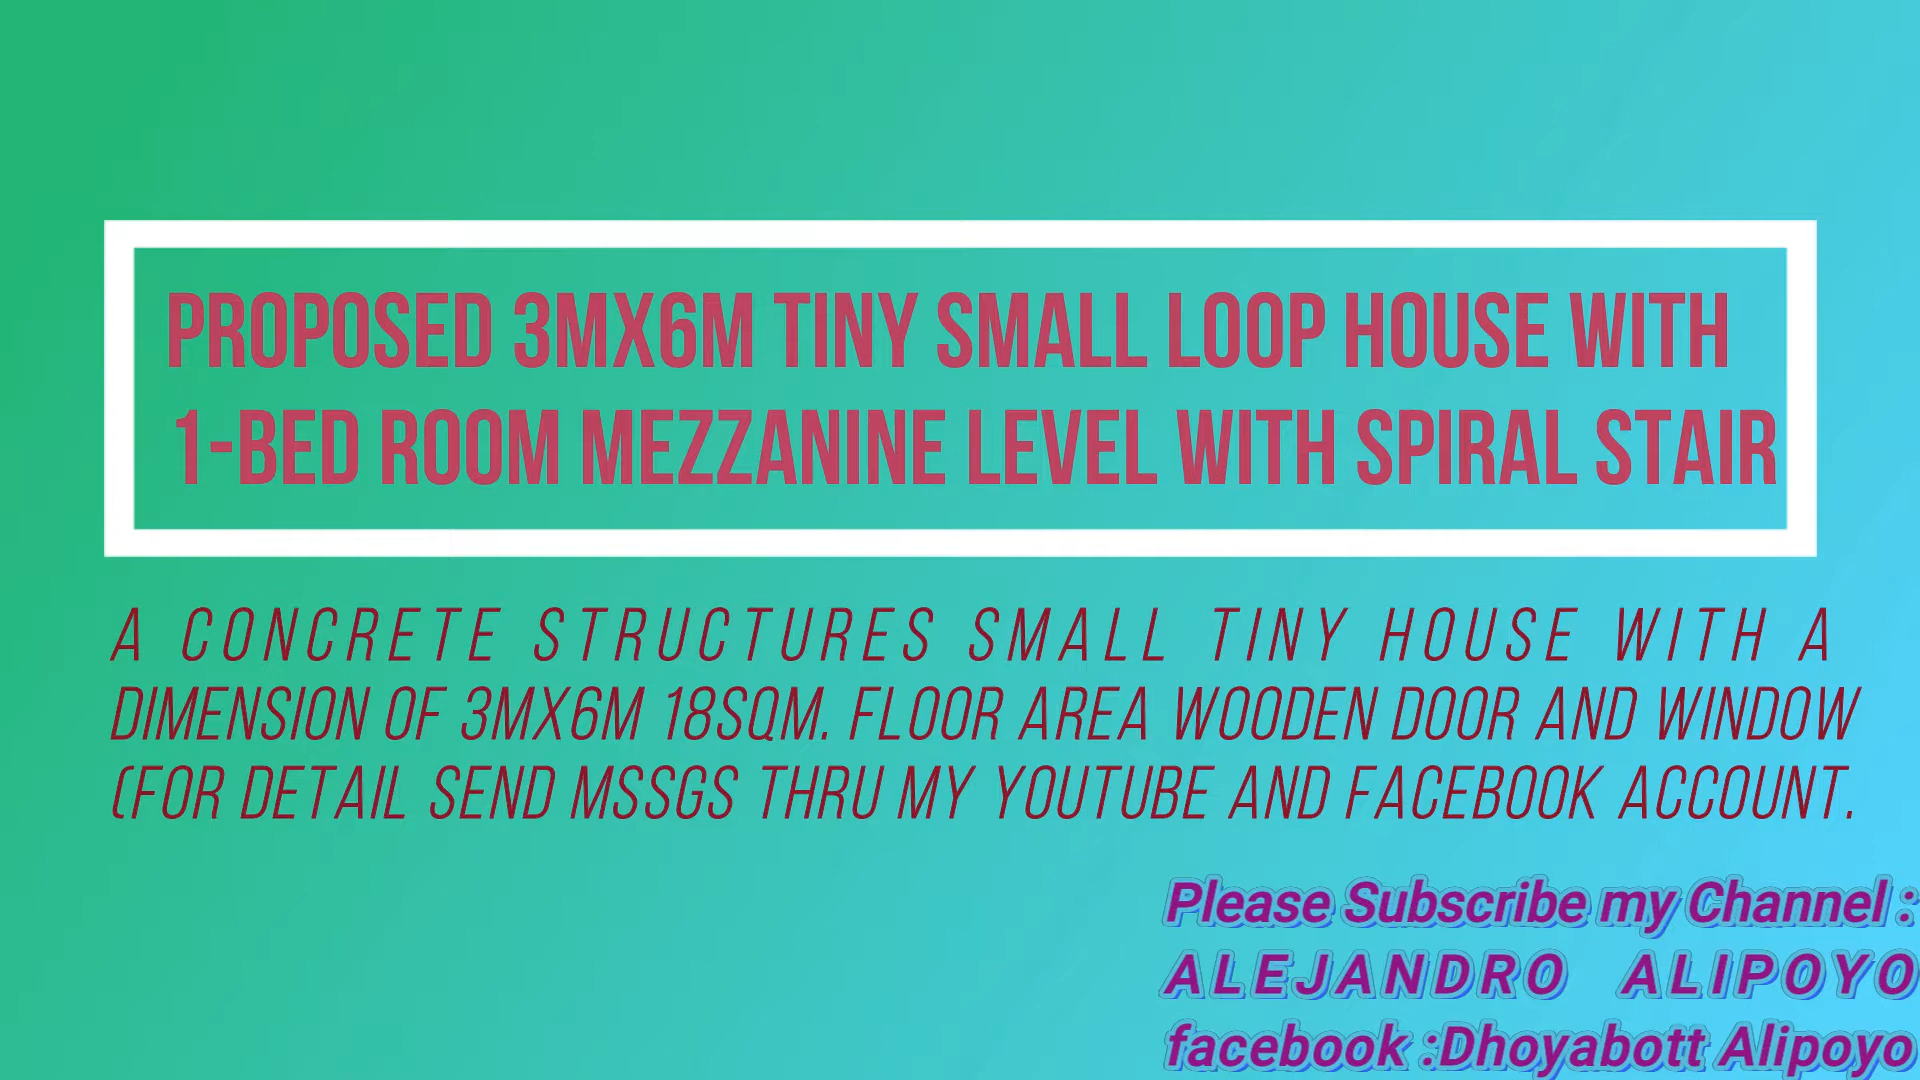 PROPOSED 3MX6M TINY SMALL LOOP HOUSE WITH
1-BED ROOM MEZZANINE LEVEL WITH SPIRAL STAIR
A CONCRETE STRUCTURES SMALL TINY HOUSE WITH A
DIMENSION OF 3MX6M 18SQM. FLOOR AREA WOODEN DOOR AND WINDOW
(FOR DETAIL SEND MSSGS THRU MY YOUTUBE AND FACEBOOK ACCOUNT.
Please Subscribe my Channel :
ALEJANDRO ALIPOYO
facebook :Dhoyabott Alipoyo